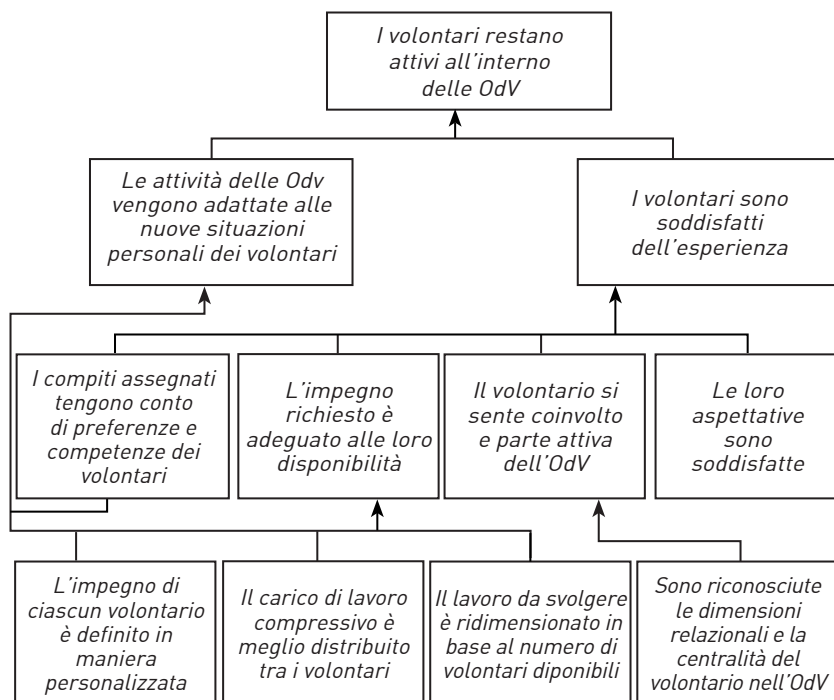 I volontari restano
attivi all'interno
delle OdV
Le attività delle Odv
vengono adattate alle
nuove situazioni
personali dei volontari
I volontari sono
soddisfatti
dell'esperienza
I compiti assegnati
tengono conto
di preferenze e
competenze dei
volontari
L'impegno
richiesto è
adeguato alle loro
disponibilità
Il volontario si
sente coinvolto
e parte attiva
dell'OdV
Le loro
aspettative
sono
soddisfatte
L'impegno di
ciascun volontario
è definito in
maniera
personalizzata
Il carico di lavoro
compressivo è
meglio distribuito
tra i volontari
Il lavoro da svolgere
è ridimensionato in
base al numero di
volontari diponibili
Sono riconosciute
le dimensioni
relazionali e la
centralità del
volontario nell'OdV